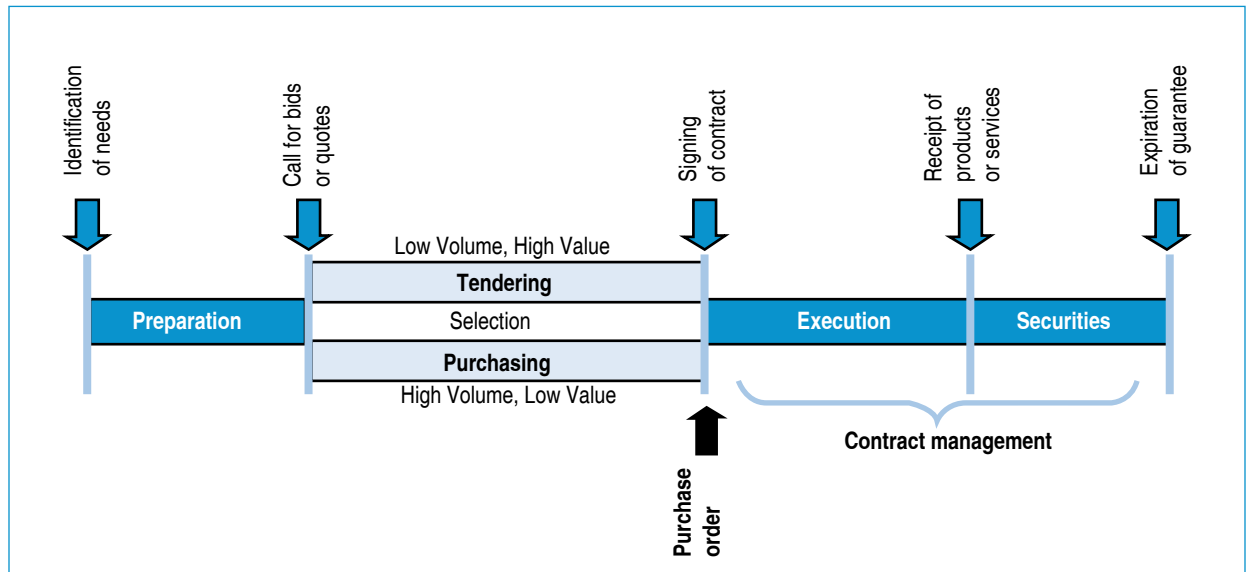 Identification
of needs
Call for bids
or quotes
Signing
of contract
Receipt of
products
or services
Expiration
of guarantee
Low Volume, High Value
Tendering
Preparation
Selection
Execution
Securities
Purchasing
High Volume, Low Value
Contract management
Purchase
order